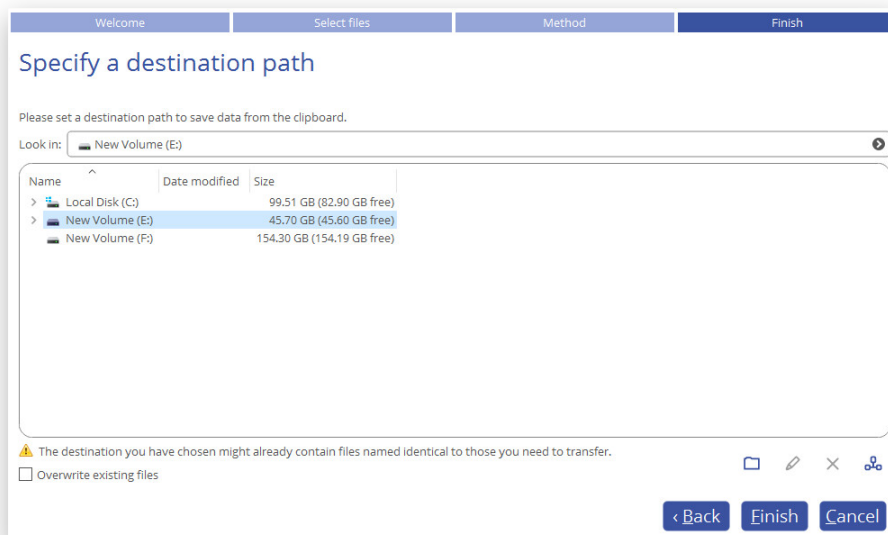 Welcome Select files Method Finish
Specify a destination path
Please set a destination path to save data from the clipboard.
Look in: New Volume (E:)
Name Date modified Size
Local Disk (C:) 99.51 GB (82.90 GB free)
New Volume (E:) 45.70 GB (45.60 GB free)
New Volume (F:) 154.30 GB (154.19 GB free)
The destination you have chosen might already contain files named identical to those you need to transfer.
Overwrite existing files
‹ Back Finish Cancel